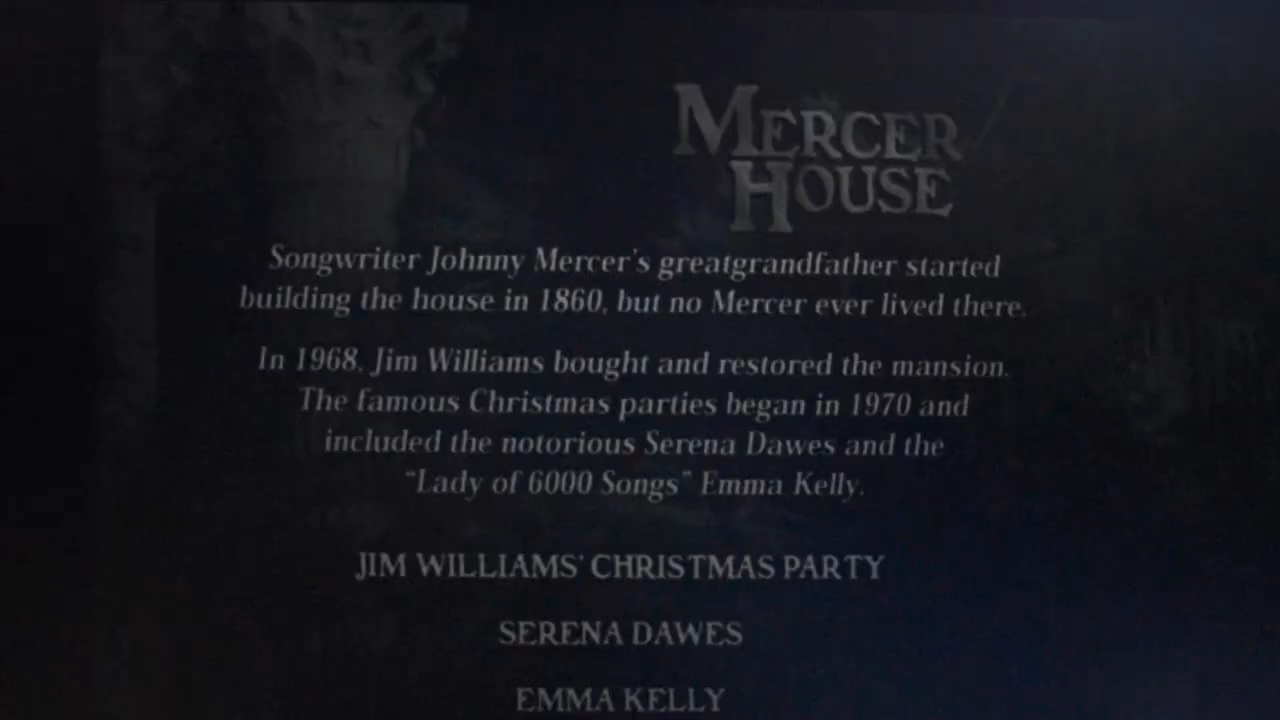 MERCER
HOUSE
Songwriter Johnny Mercer's greatgrandfather started
building the house in 1860, but no Mercer ever lived there.
In 1968, Jim Williams bought and restored the mansion.
The famous Christmas parties began in 1970 and
included the notorious Serena Dawes and the
"Lady of 6000 Songs" Emma Kelly.
JIM WILLIAMS' CHRISTMAS PARTY
SERENA DAWES
EMMA KELLY